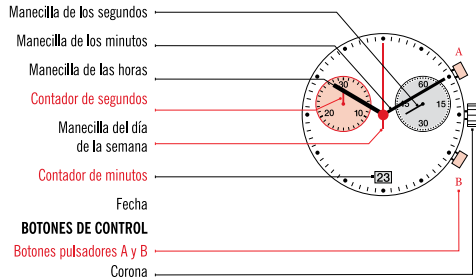 Manecilla de los segundos
Manecilla de los minutos
Manecilla de las horas
Contador de segundos
Manecilla del día
de la semana
Contador de minutos
Fecha
BOTONES DE CONTROL
Botones pulsadores A y B
Corona
A
30
20
10
60
45
15
30
23
B